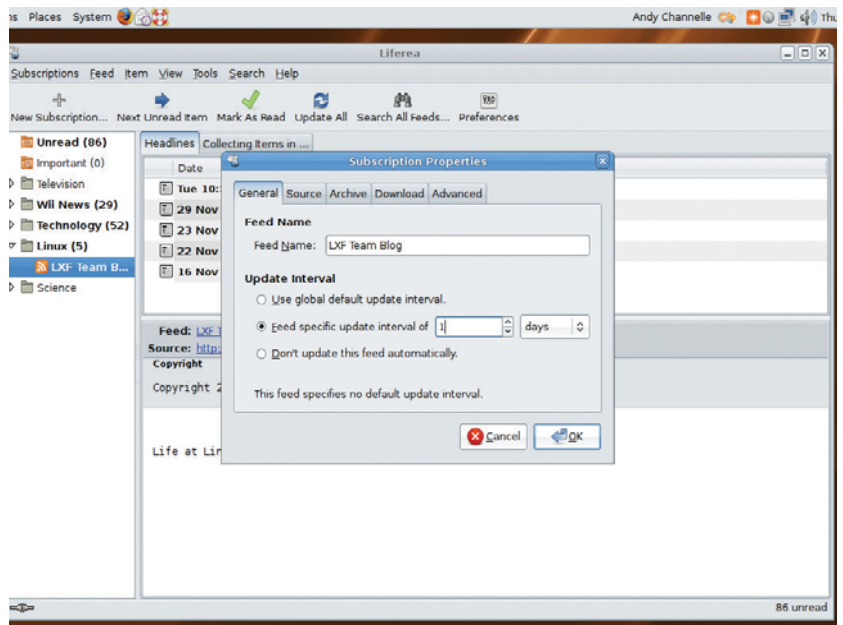 ns Places System Andy Channelle Thu
Liferea
Subscriptions Feed Item View Tools Search Help
New Subscription... Next Unread Item Mark As Read Update All Search All Feeds... Preferences
Unread (86)
Important (0)
Television
Wii News (29)
Technology (52)
Linux (5)
LXF Team B...
Science
Headlines Collecting Items in ...
Date
Tue 10:
29 Nov
23 Nov
22 Nov
16 Nov
Feed: LXF T
Source: http:
Copyright
Copyright 2
Life at Lin
Subscription Properties
General Source Archive Download Advanced
Feed Name
Feed Name: LXF Team Blog
Update Interval
Use global default update interval.
Feed specific update interval of 1 days
Don't update this feed automatically.
This feed specifies no default update interval.
Cancel OK
86 unread